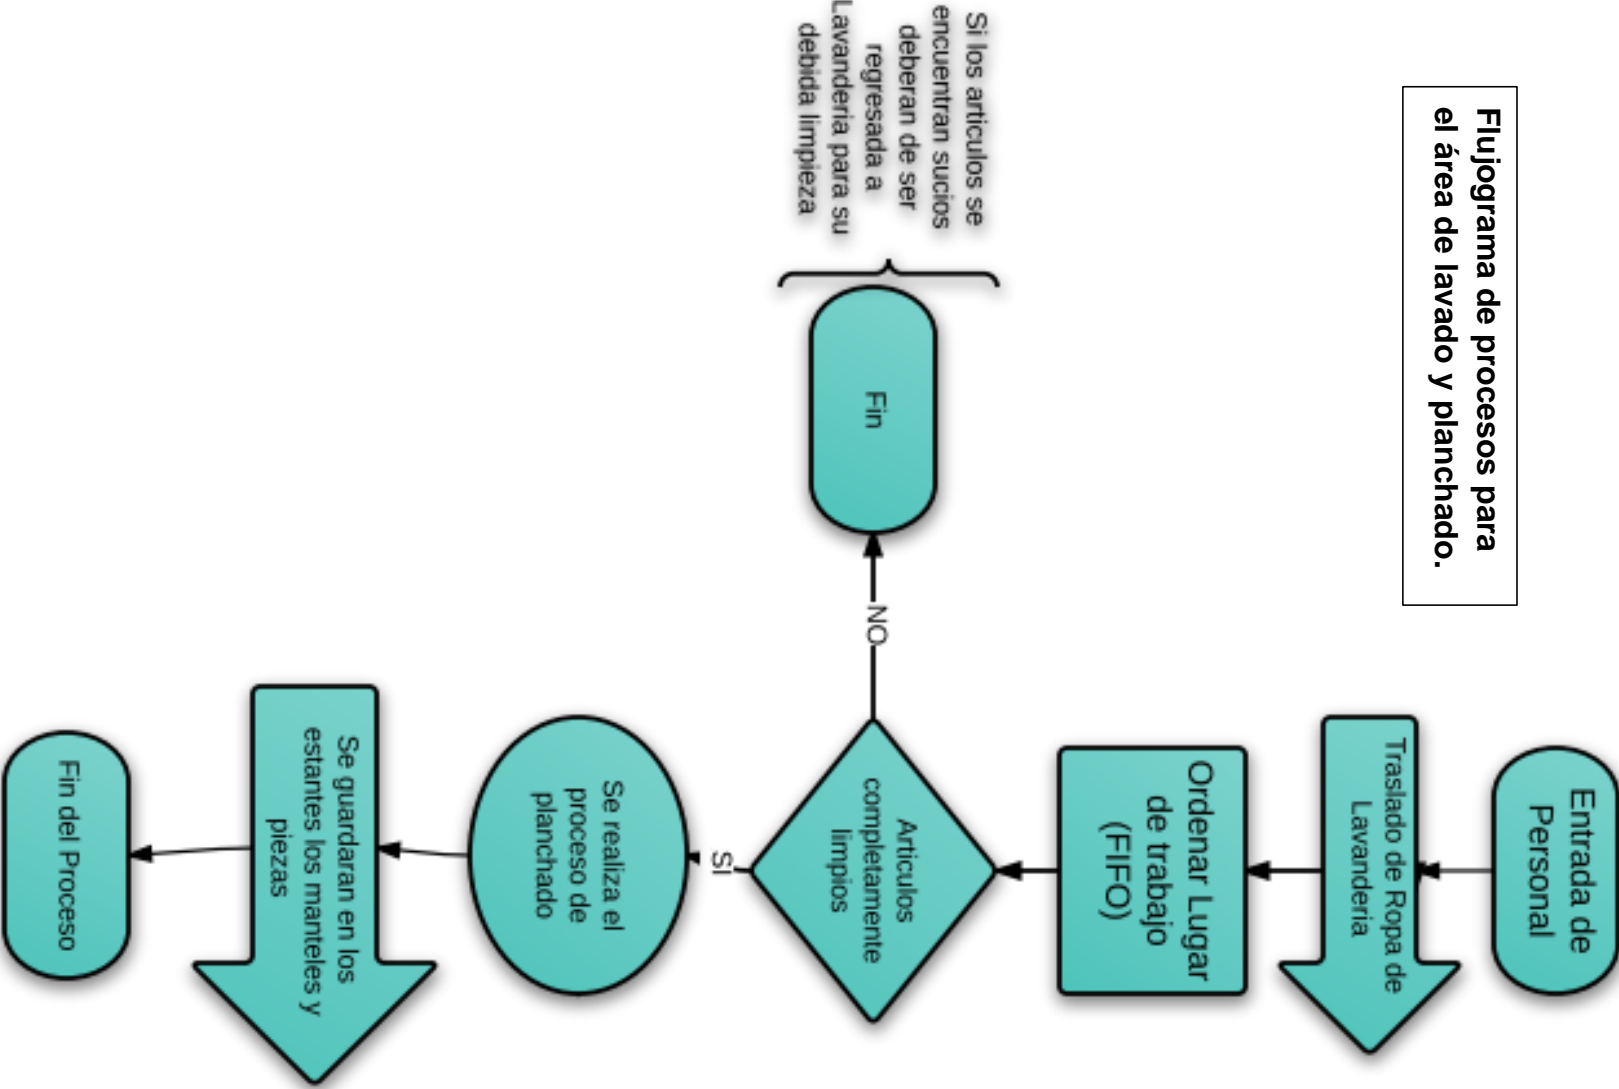 Flujograma de procesos para
el área de lavado y planchado.
Entrada de
Personal
Traslado de Ropa de
Lavanderia
Ordenar Lugar
de trabajo
(FIFO)
Articulos
completamente
limpios
NO
Fin
Si los articulos se
encuentran sucios
deberan de ser
regresada a
Lavanderia para su
debida limpieza
SI
Se realiza el
proceso de
planchado
Se guardaran en los
estantes los manteles y
piezas
Fin del Proceso